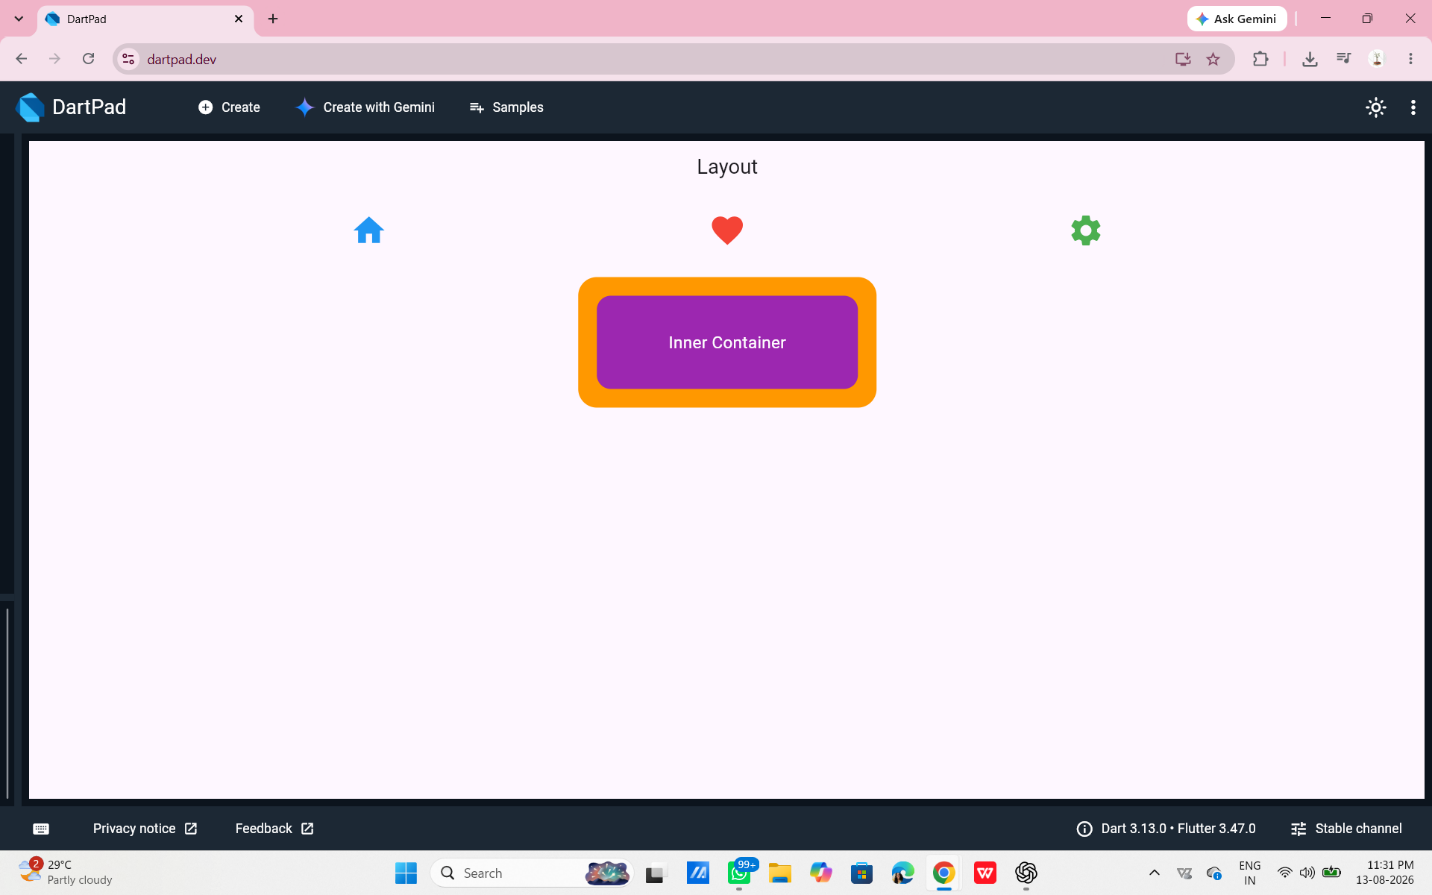 DartPad
Ask Gemini
dartpad.dev
DartPad
Create
Create with Gemini
Samples
Layout
Inner Container
Privacy notice
Feedback
Dart 3.13.0 • Flutter 3.47.0
Stable channel
2
29°C
Partly cloudy
Search
99+
ENG
IN
11:31 PM
13-08-2026